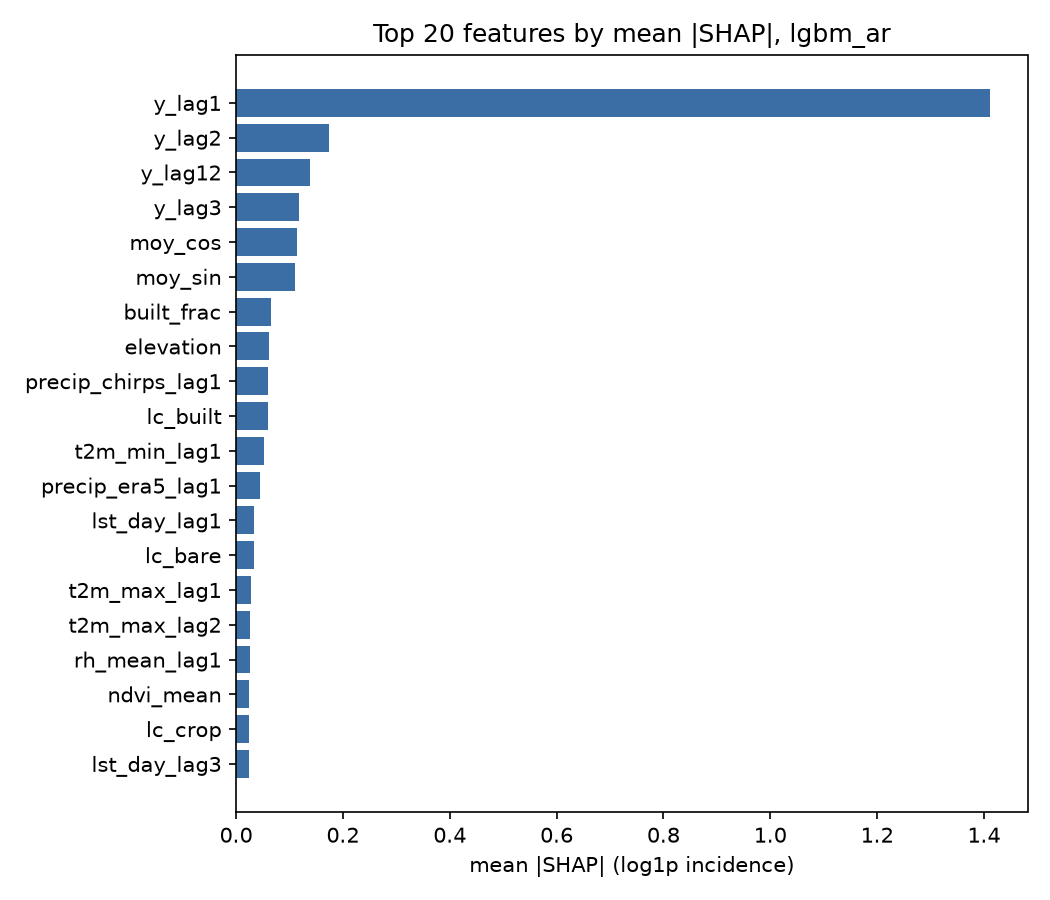 Top 20 features by mean |SHAP|, lgbm_ar
y_lag1
y_lag2
y_lag12
y_lag3
moy_cos
moy_sin
built_frac
elevation
precip_chirps_lag1
lc_built
t2m_min_lag1
precip_era5_lag1
lst_day_lag1
lc_bare
t2m_max_lag1
t2m_max_lag2
rh_mean_lag1
ndvi_mean
lc_crop
lst_day_lag3
0.0 0.2 0.4 0.6 0.8 1.0 1.2 1.4
mean |SHAP| (log1p incidence)